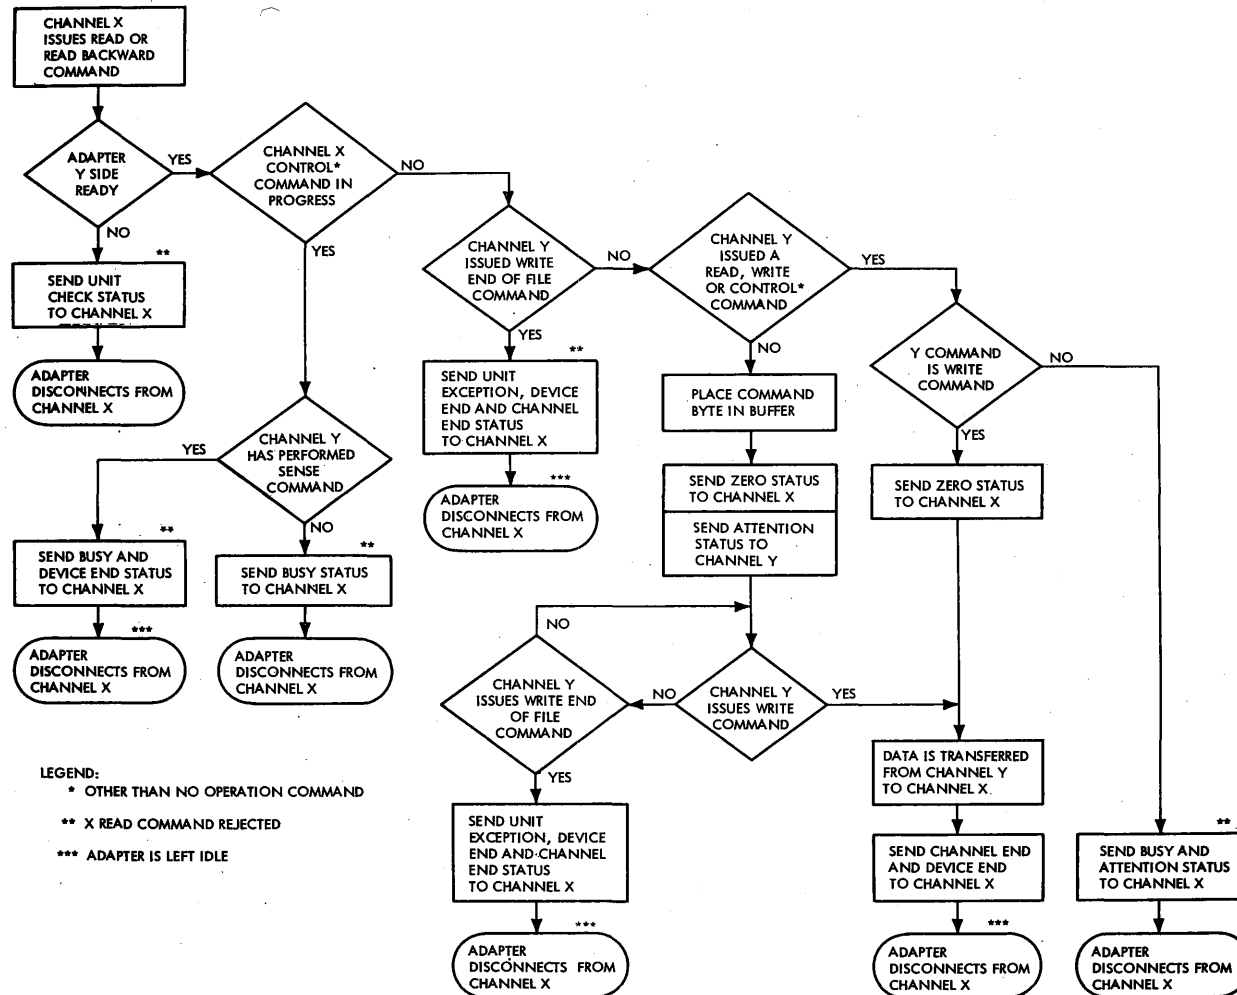 CHANNEL X
ISSUES READ OR
READ BACKWARD
COMMAND
ADAPTER
Y SIDE
READY
YES
NO
CHANNEL X
CONTROL*
COMMAND IN
PROGRESS
NO
YES
**
SEND UNIT
CHECK STATUS
TO CHANNEL X
ADAPTER
DISCONNECTS FROM
CHANNEL X
CHANNEL Y
ISSUED WRITE
END OF FILE
COMMAND
NO
YES
CHANNEL Y
ISSUED A
READ, WRITE
OR CONTROL*
COMMAND
YES
NO
Y COMMAND
IS WRITE
COMMAND
NO
YES
**
SEND UNIT
EXCEPTION, DEVICE
END AND CHANNEL
END STATUS
TO CHANNEL X
***
ADAPTER
DISCONNECTS FROM
CHANNEL X
PLACE COMMAND
BYTE IN BUFFER
SEND ZERO STATUS
TO CHANNEL X
SEND ATTENTION
STATUS TO
CHANNEL Y
SEND ZERO STATUS
TO CHANNEL X
CHANNEL Y
HAS PERFORMED
SENSE
COMMAND
YES
NO
**
SEND BUSY AND
DEVICE END STATUS
TO CHANNEL X
***
ADAPTER
DISCONNECTS FROM
CHANNEL X
**
SEND BUSY STATUS
TO CHANNEL X
ADAPTER
DISCONNECTS FROM
CHANNEL X
NO
CHANNEL Y
ISSUES WRITE END
OF FILE
COMMAND
YES
NO
CHANNEL Y
ISSUES WRITE
COMMAND
YES
SEND UNIT
EXCEPTION, DEVICE
END AND CHANNEL
END STATUS
TO CHANNEL X
***
ADAPTER
DISCONNECTS FROM
CHANNEL X
DATA IS TRANSFERRED
FROM CHANNEL Y
TO CHANNEL X.
SEND CHANNEL END
AND DEVICE END
TO CHANNEL X
***
ADAPTER
DISCONNECTS FROM
CHANNEL X
**
SEND BUSY AND
ATTENTION STATUS
TO CHANNEL X
ADAPTER
DISCONNECTS FROM
CHANNEL X
LEGEND:
* OTHER THAN NO OPERATION COMMAND
** X READ COMMAND REJECTED
*** ADAPTER IS LEFT IDLE